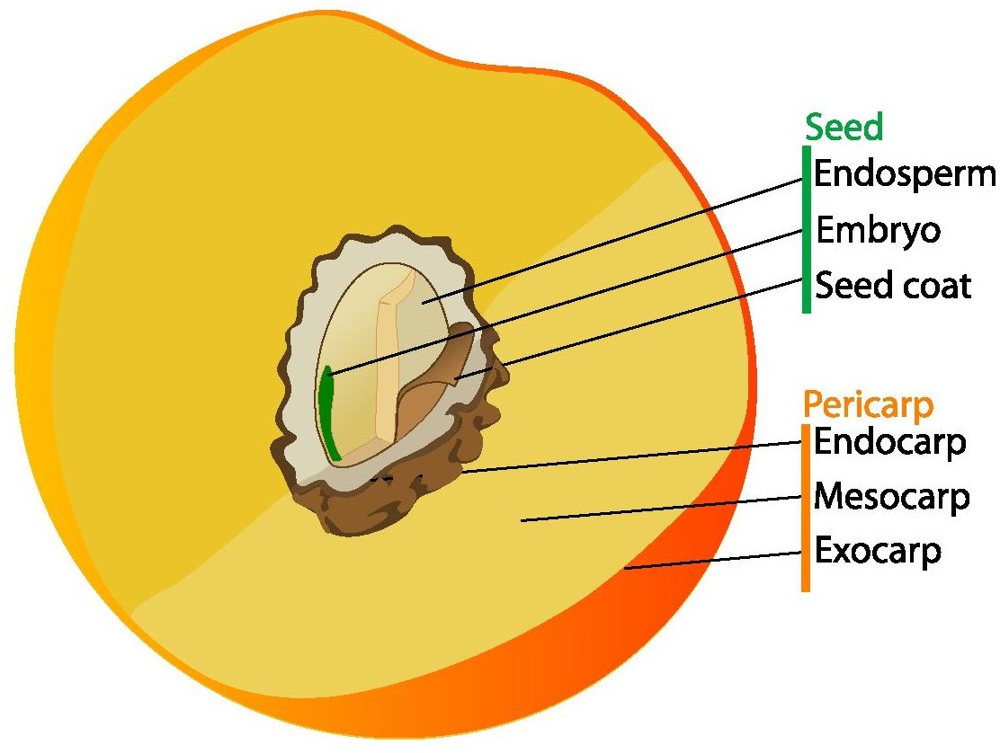 Seed
Endosperm
Embryo
Seed coat
Pericarp
Endocarp
Mesocarp
Exocarp